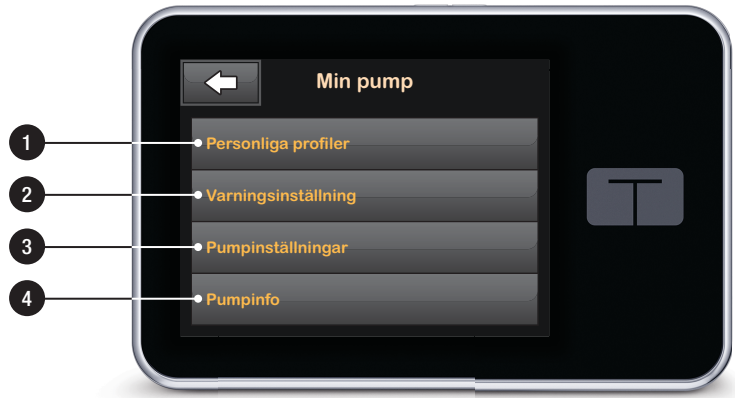 Min pump
1 Personliga profiler
2 Varningsinställning
3 Pumpinställningar
4 Pumpinfo